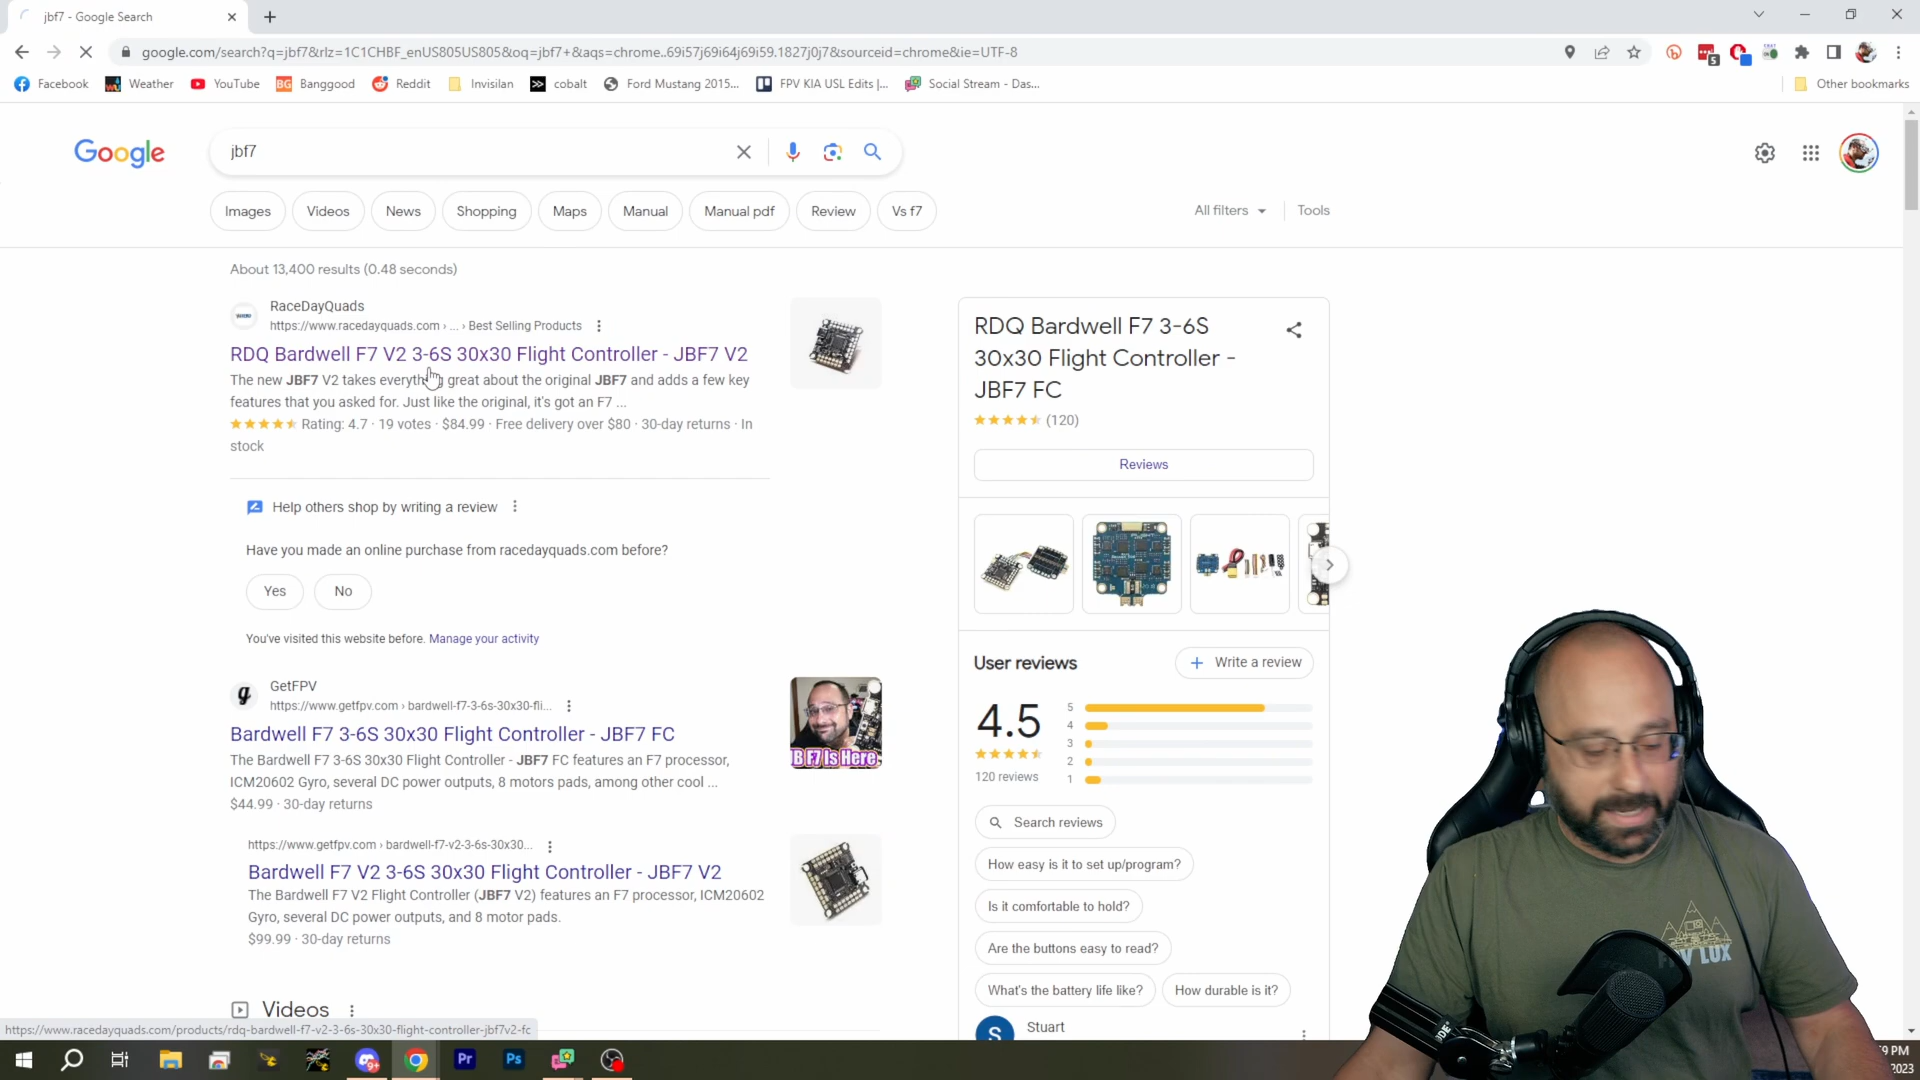 jbf7 - Google Search
google.com/search?q=jbf7&rlz=1C1CHBF_enUS805US805&oq=jbf7+&aqs=chrome..69i57j69i64j69i59.1827j0j7&sourceid=chrome&ie=UTF-8
Facebook Weather YouTube BG Banggood Reddit Invisilan cobalt Ford Mustang 2015... FPV KIA USL Edits |... Social Stream - Das... Other bookmarks
Google
jbf7
Images Videos News Shopping Maps Manual Manual pdf Review Vs f7
All filters Tools
About 13,400 results (0.48 seconds)
RaceDayQuads
https://www.racedayquads.com › ... › Best Selling Products
RDQ Bardwell F7 V2 3-6S 30x30 Flight Controller - JBF7 V2
The new JBF7 V2 takes everything great about the original JBF7 and adds a few key
features that you asked for. Just like the original, it's got an F7 ...
Rating: 4.7 · 19 votes · $84.99 · Free delivery over $80 · 30-day returns · In
stock
Help others shop by writing a review
Have you made an online purchase from racedayquads.com before?
Yes No
You've visited this website before. Manage your activity
GetFPV
https://www.getfpv.com › bardwell-f7-3-6s-30x30-fli...
Bardwell F7 3-6S 30x30 Flight Controller - JBF7 FC
The Bardwell F7 3-6S 30x30 Flight Controller - JBF7 FC features an F7 processor,
ICM20602 Gyro, several DC power outputs, 8 motors pads, among other cool ...
$44.99 · 30-day returns
JB F7 Is Here
https://www.getfpv.com › bardwell-f7-v2-3-6s-30x30...
Bardwell F7 V2 3-6S 30x30 Flight Controller - JBF7 V2
The Bardwell F7 V2 Flight Controller (JBF7 V2) features an F7 processor, ICM20602
Gyro, several DC power outputs, and 8 motor pads.
$99.99 · 30-day returns
Videos
https://www.racedayquads.com/products/rdq-bardwell-f7-v2-3-6s-30x30-flight-controller-jbf7v2-fc
RDQ Bardwell F7 3-6S
30x30 Flight Controller -
JBF7 FC
(120)
Reviews
User reviews
Write a review
4.5
120 reviews
5
4
3
2
1
Search reviews
How easy is it to set up/program?
Is it comfortable to hold?
Are the buttons easy to read?
What's the battery life like? How durable is it?
S Stuart
LUX
RODE
Pr Ps
9 PM
2023